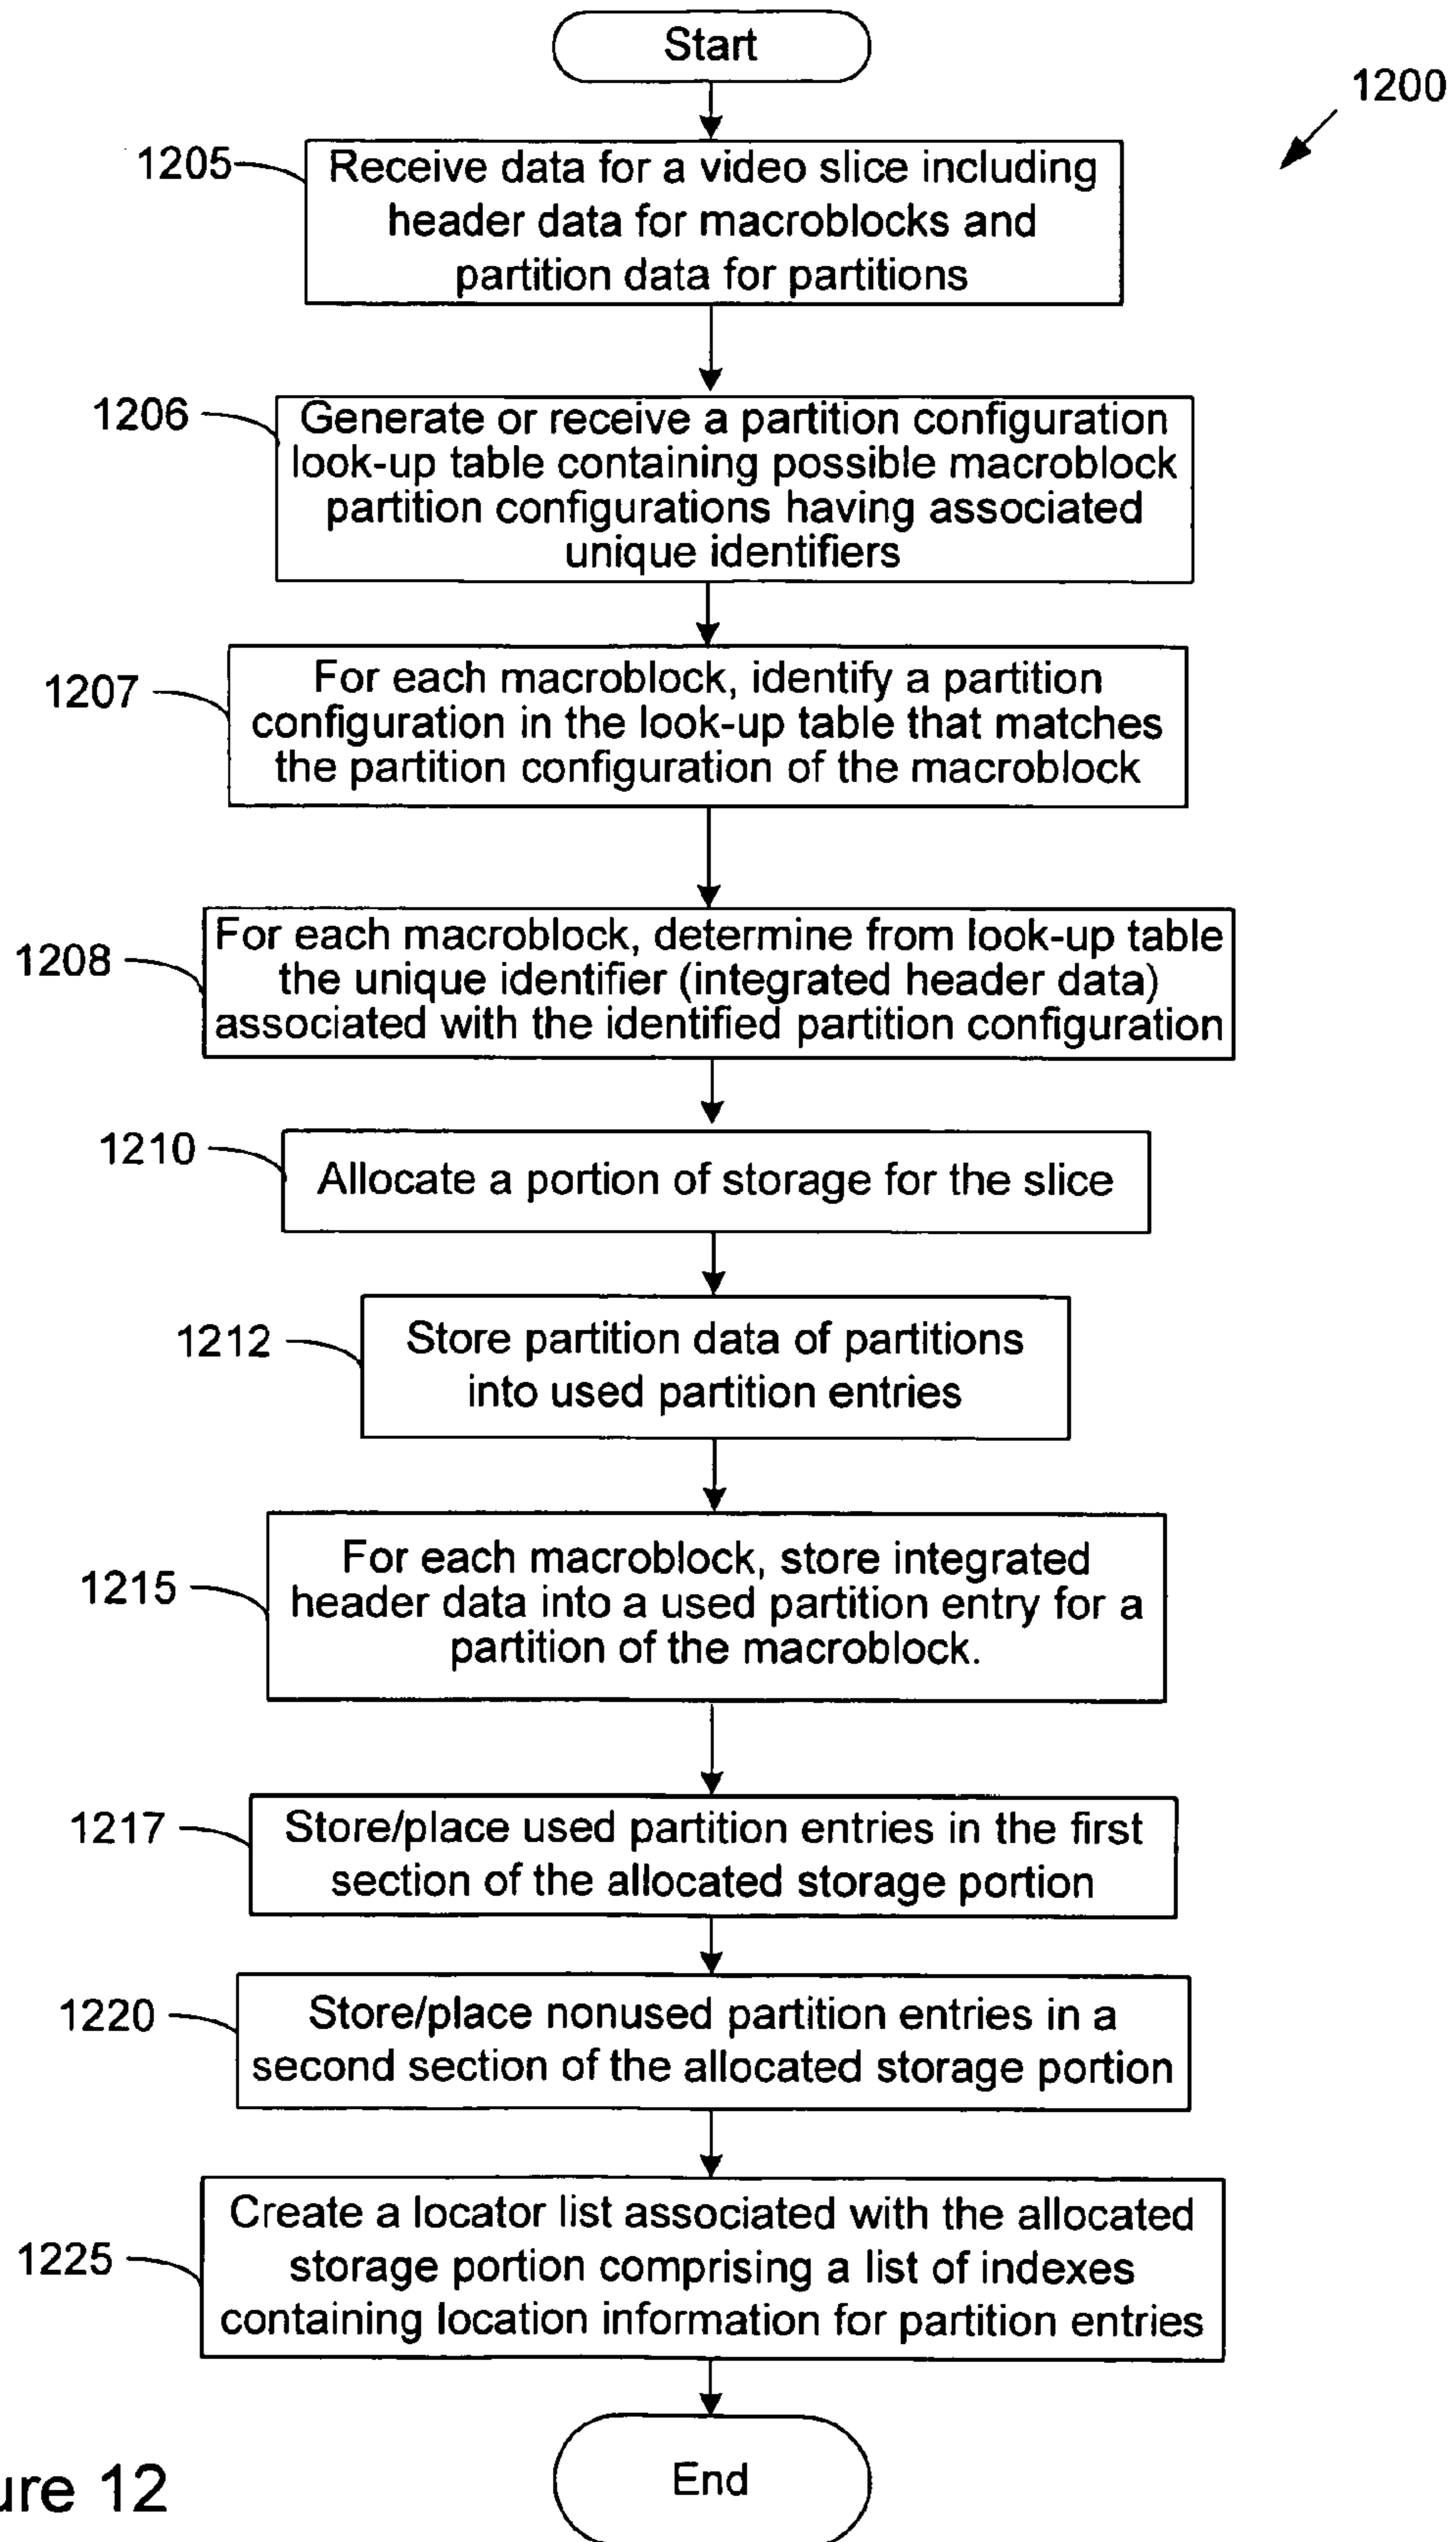 Start
1200
1205
Receive data for a video slice including
header data for macroblocks and
partition data for partitions
1206
Generate or receive a partition configuration
look-up table containing possible macroblock
partition configurations having associated
unique identifiers
1207
For each macroblock, identify a partition
configuration in the look-up table that matches
the partition configuration of the macroblock
1208
For each macroblock, determine from look-up table
the unique identifier (integrated header data)
associated with the identified partition configuration
1210
Allocate a portion of storage for the slice
1212
Store partition data of partitions
into used partition entries
1215
For each macroblock, store integrated
header data into a used partition entry for a
partition of the macroblock.
1217
Store/place used partition entries in the first
section of the allocated storage portion
1220
Store/place nonused partition entries in a
second section of the allocated storage portion
1225
Create a locator list associated with the allocated
storage portion comprising a list of indexes
containing location information for partition entries
End
ure 12